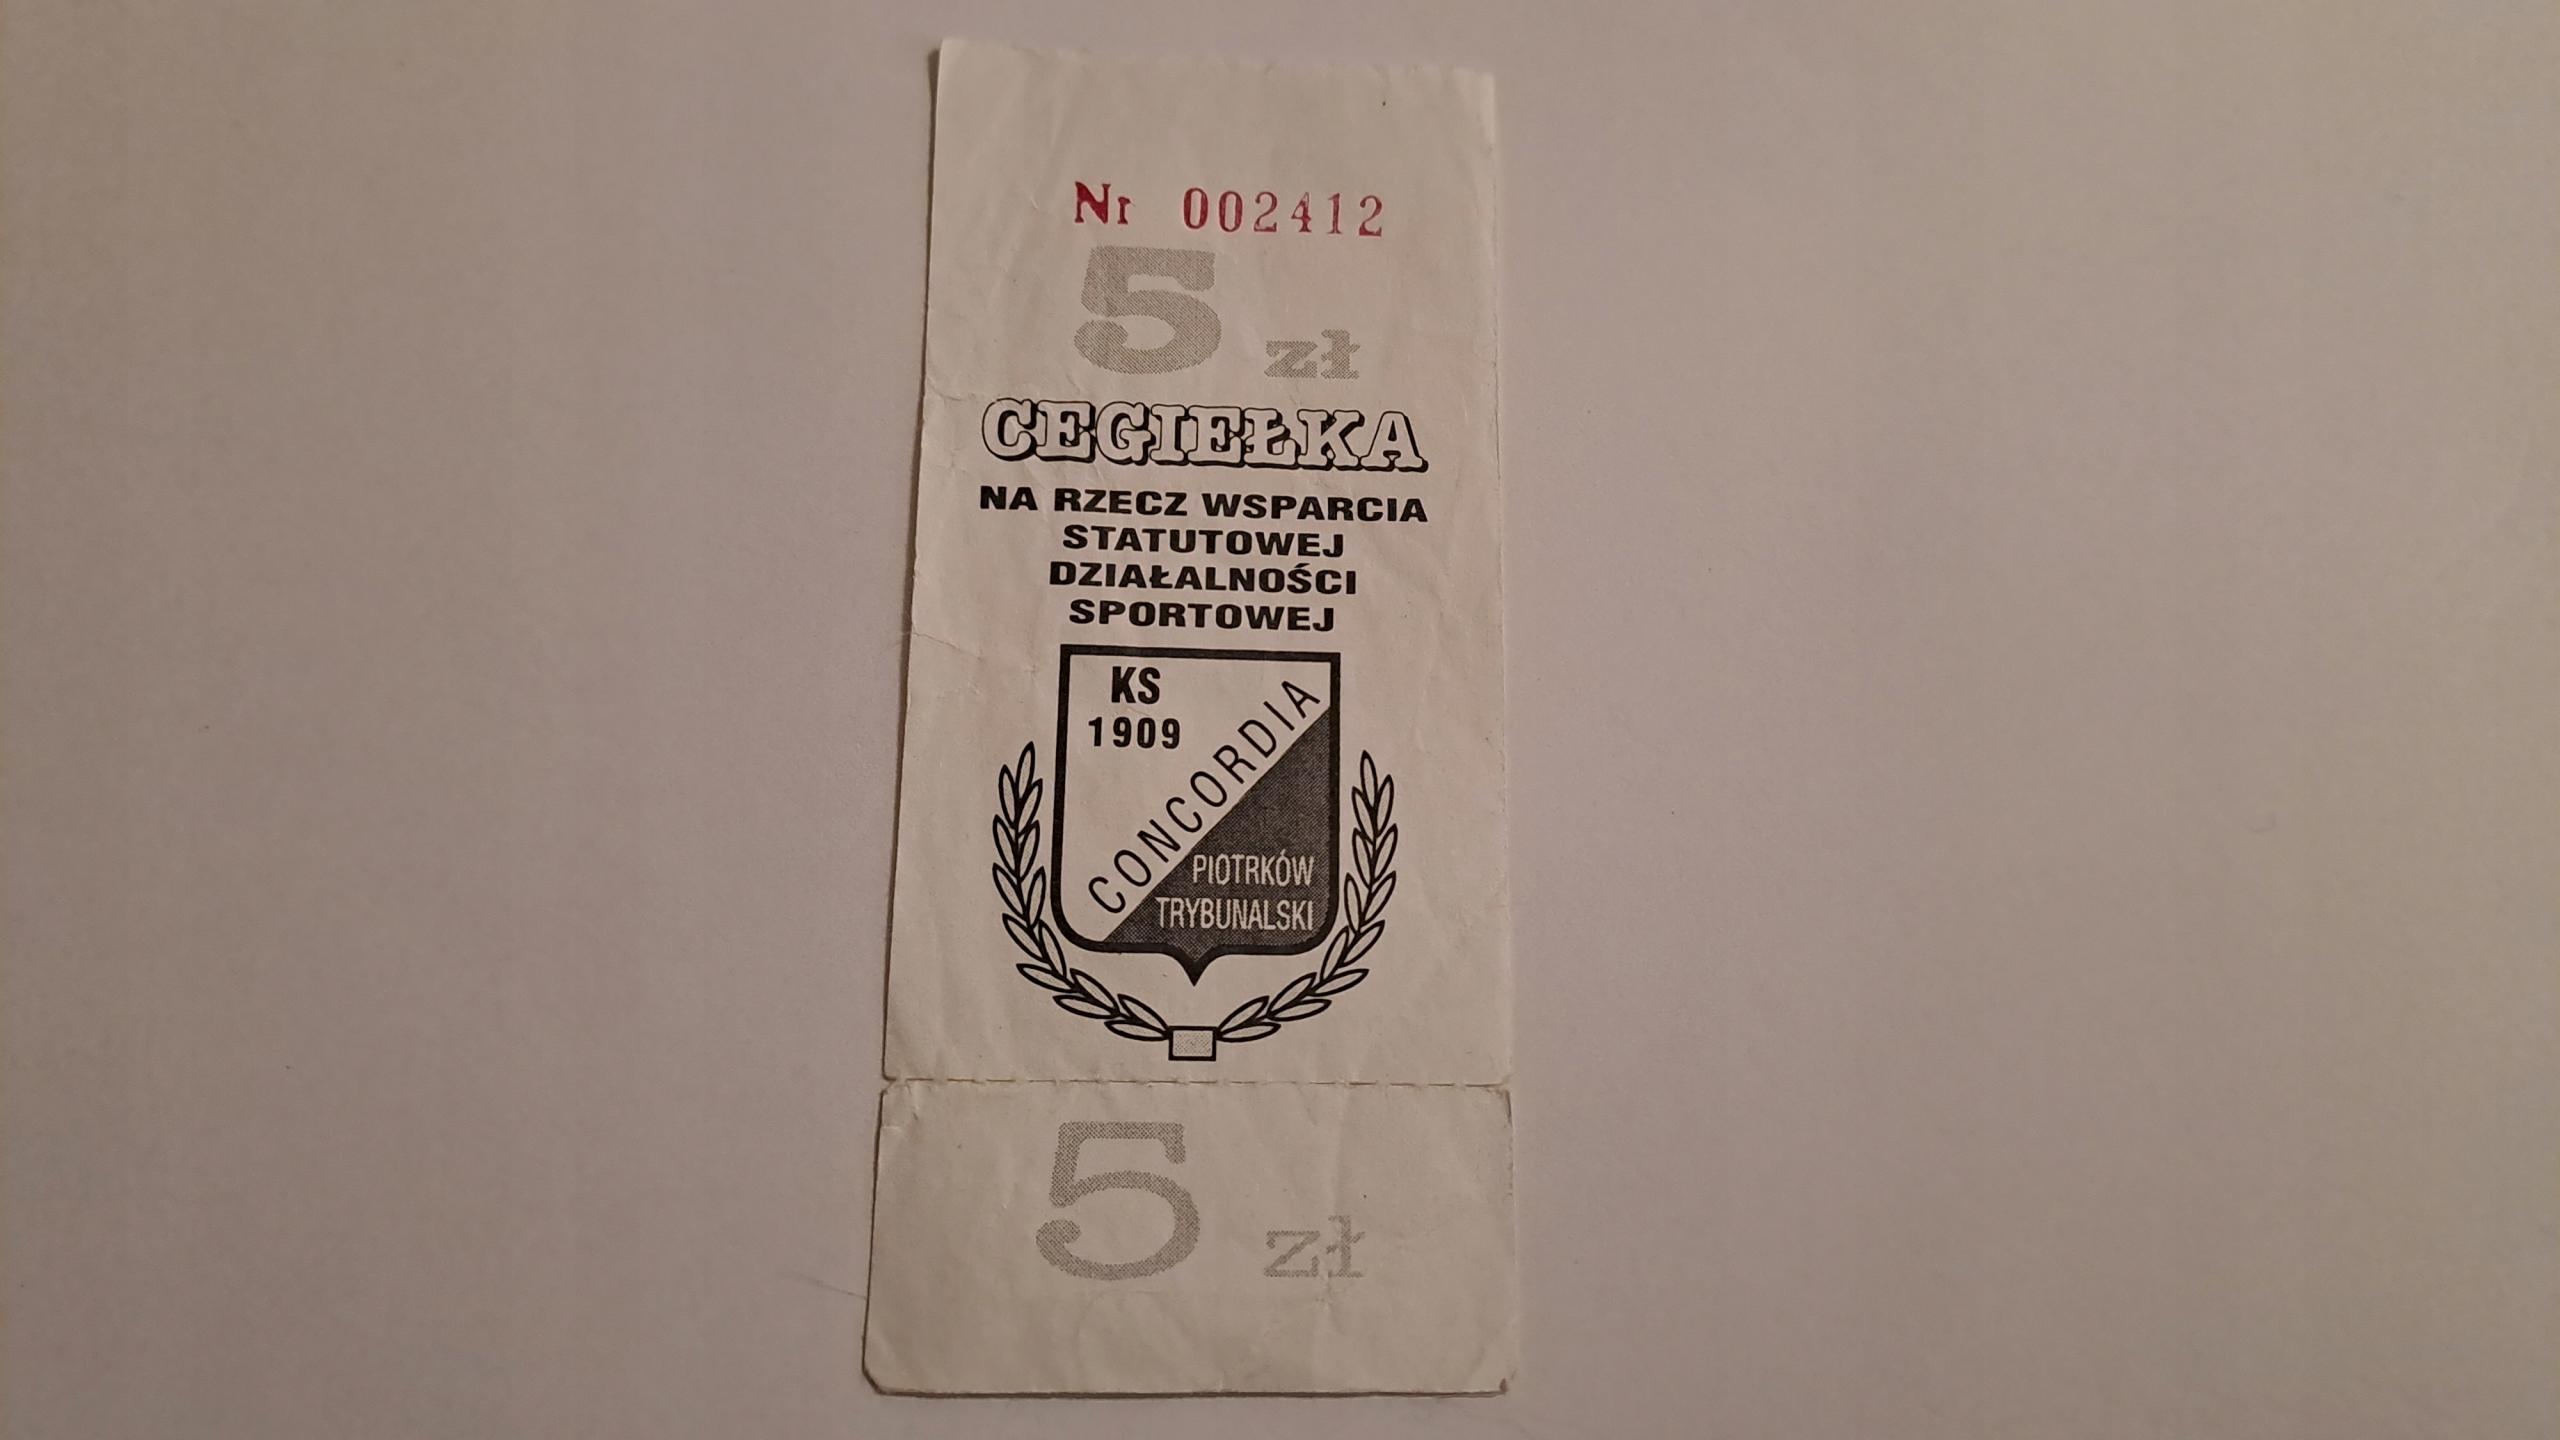 Nr 002412
5 zł
CEGIEŁKA
NA RZECZ WSPARCIA
STATUTOWEJ
DZIAŁALNOŚCI
SPORTOWEJ
KS
1909
CONCORDIA
PIOTRKÓW
TRYBUNALSKI
5 zł